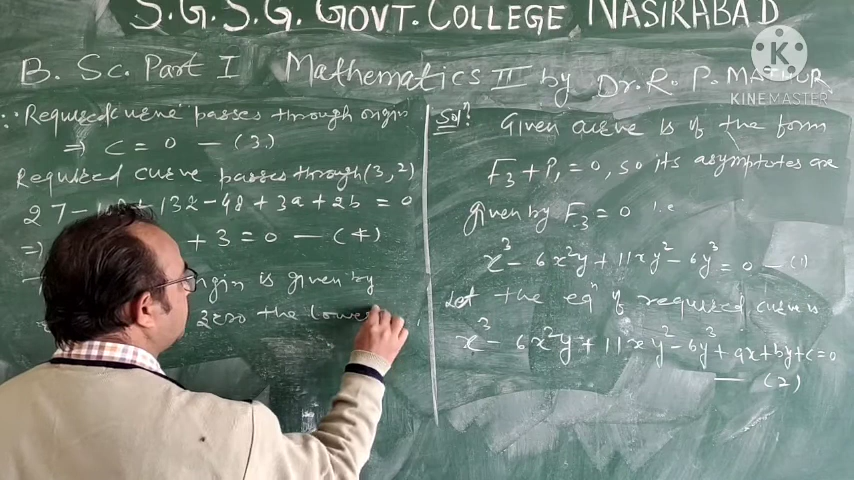 S.G.S.G. GOVT. COLLEGE NASIRABAD
B. Sc. Part I Mathematics II by Dr. R. P. MATHUR
K
KINEMASTER
∵ Required curve passes through origin
⇒ c = 0 — (3)
Required curve passes through (3, 2)
27 - + 132 - 48 + 3a + 2b = 0
⇒ + 3 = 0 — (4)
origin is given by
zero the lowes
Solⁿ:
Given curve is of the form
F₃ + P₁ = 0, so its asymptotes are
given by F₃ = 0 i.e
x³ - 6x²y + 11xy² - 6y³ = 0 — (1)
Let the eqⁿ of required curve is
x³ - 6x²y + 11xy² - 6y³ + ax + by + c = 0
— (2)